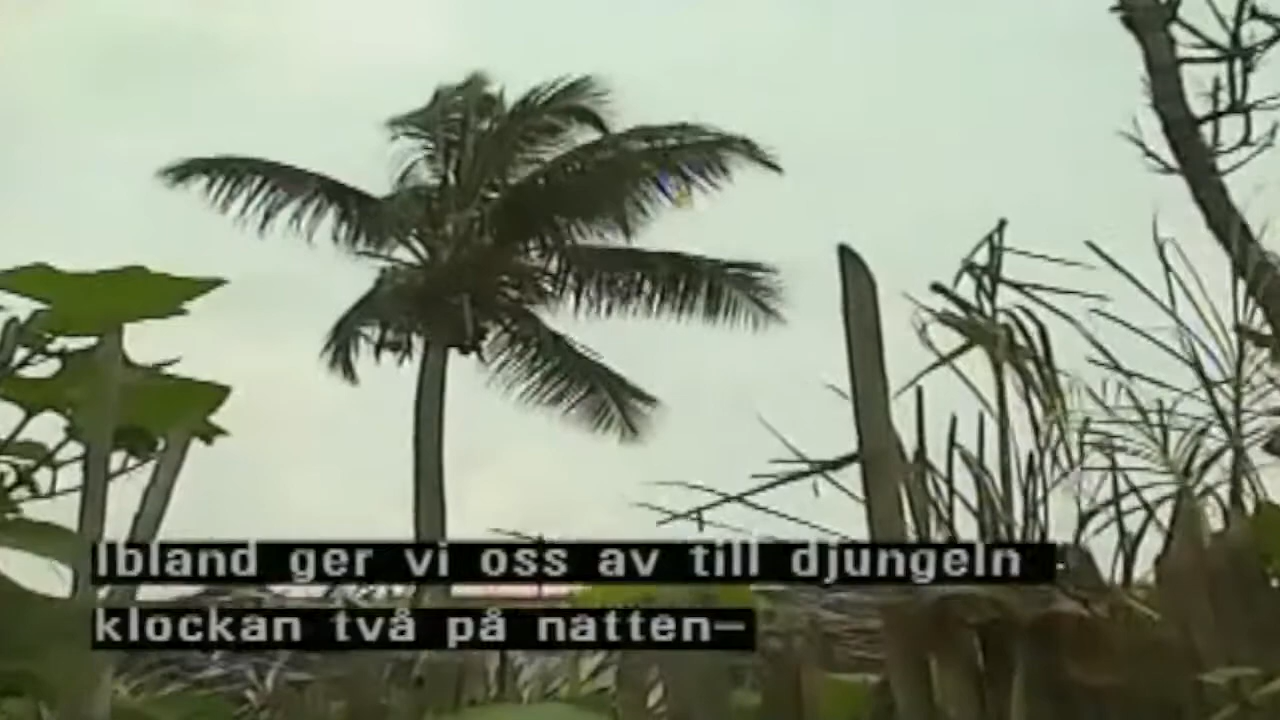 Ibland ger vi oss av till djungeln
klockan två på natten–